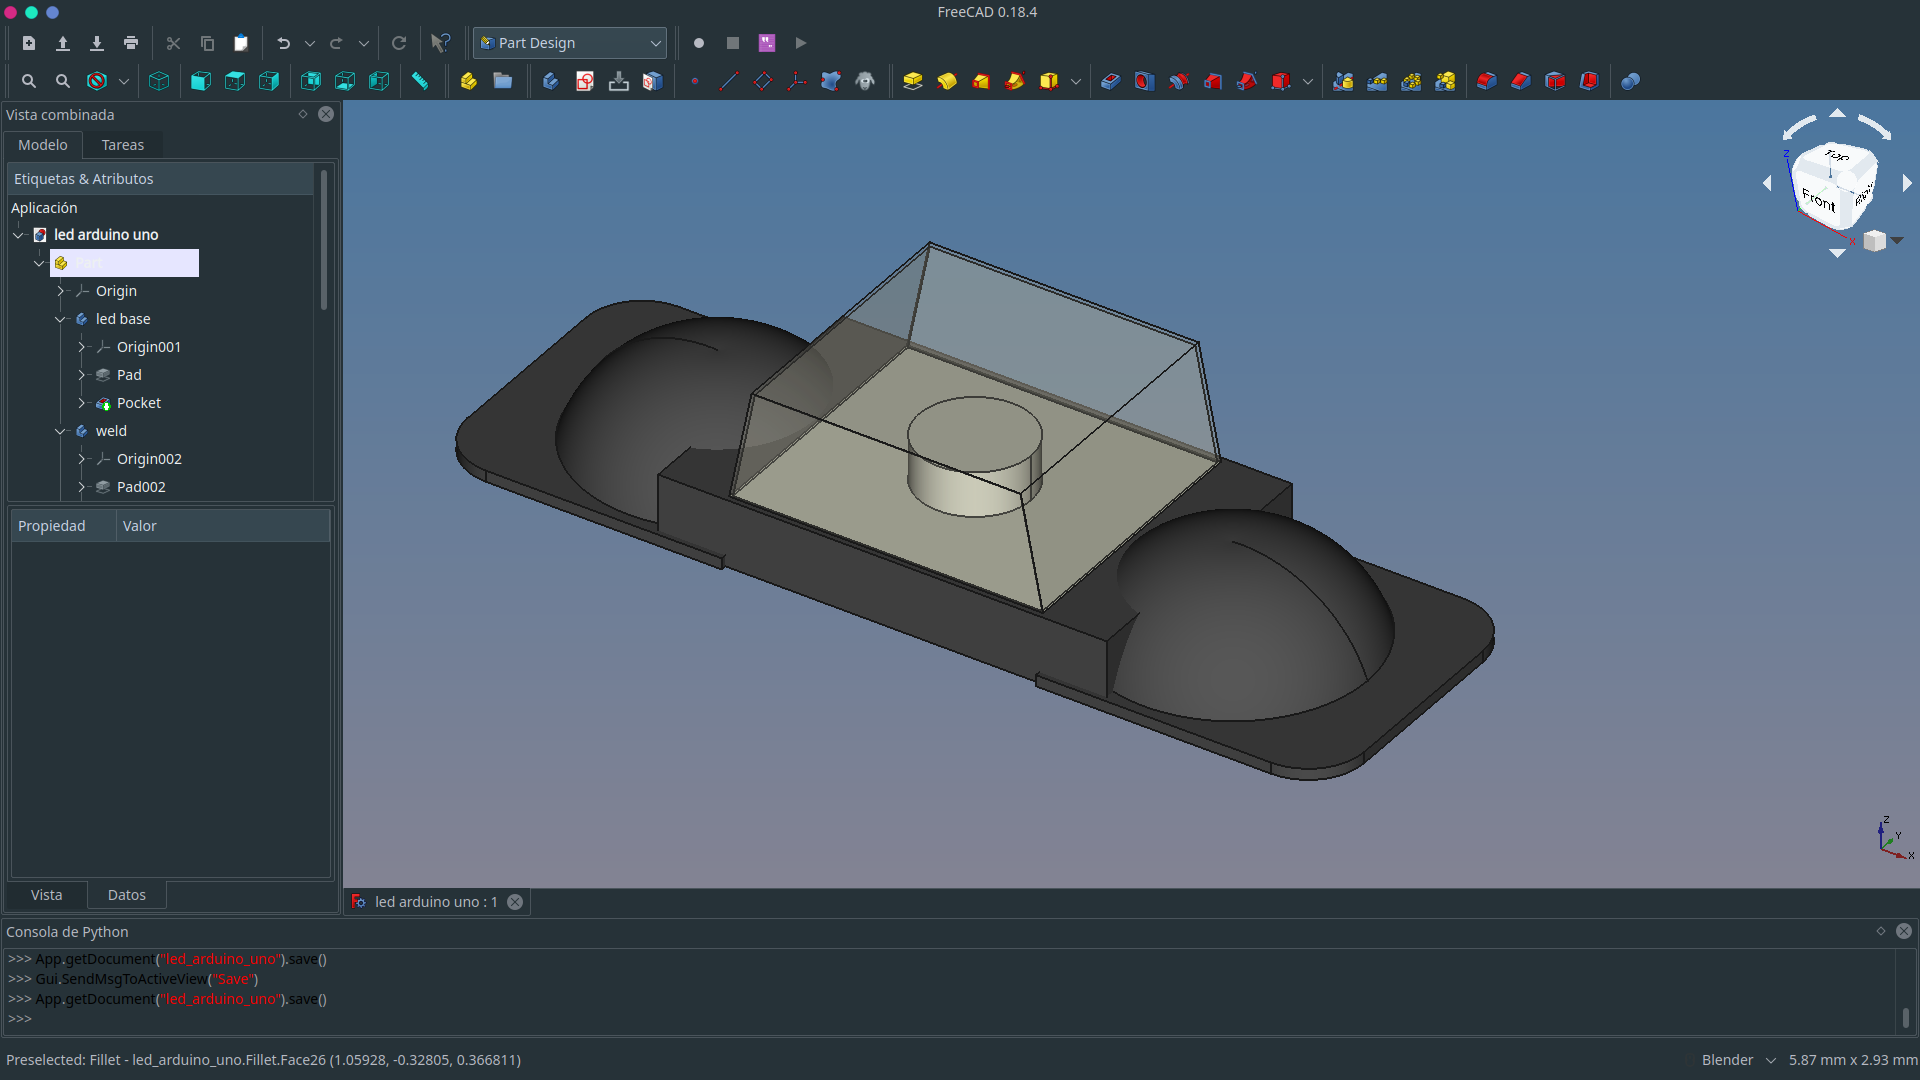 FreeCAD 0.18.4
Part Design
Vista combinada
Modelo
Tareas
Etiquetas & Atributos
Aplicación
led arduino uno
Part
Origin
led base
Origin001
Pad
Pocket
weld
Origin002
Pad002
Propiedad
Valor
Vista
Datos
Top
Front
Right
Z
X
Z
Y
X
led arduino uno : 1
Consola de Python
>>> App.getDocument("led_arduino_uno").save()
>>> Gui.SendMsgToActiveView("Save")
>>> App.getDocument("led_arduino_uno").save()
>>>
Preselected: Fillet - led_arduino_uno.Fillet.Face26 (1.05928, -0.32805, 0.366811)
Blender
5.87 mm x 2.93 mm